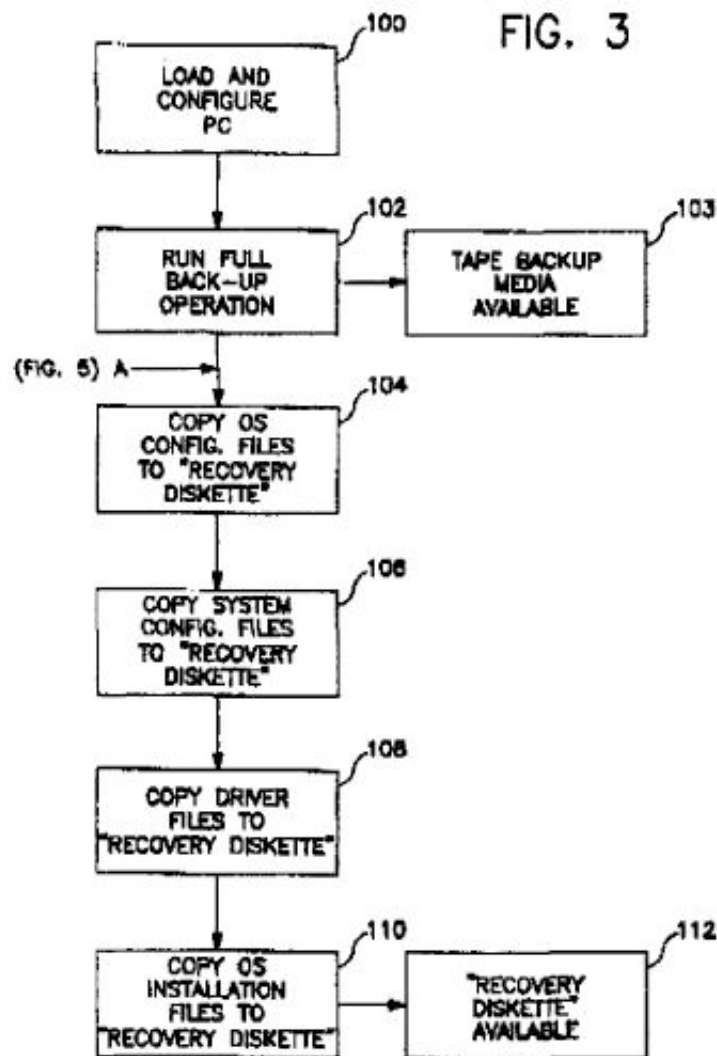 FIG. 3
100
LOAD AND
CONFIGURE
PC
102
RUN FULL
BACK-UP
OPERATION
103
TAPE BACKUP
MEDIA
AVAILABLE
(FIG. 5) A
104
COPY OS
CONFIG. FILES
TO "RECOVERY
DISKETTE"
106
COPY SYSTEM
CONFIG. FILES
TO "RECOVERY
DISKETTE"
108
COPY DRIVER
FILES TO
"RECOVERY DISKETTE"
110
COPY OS
INSTALLATION
FILES TO
"RECOVERY DISKETTE"
112
"RECOVERY
DISKETTE"
AVAILABLE